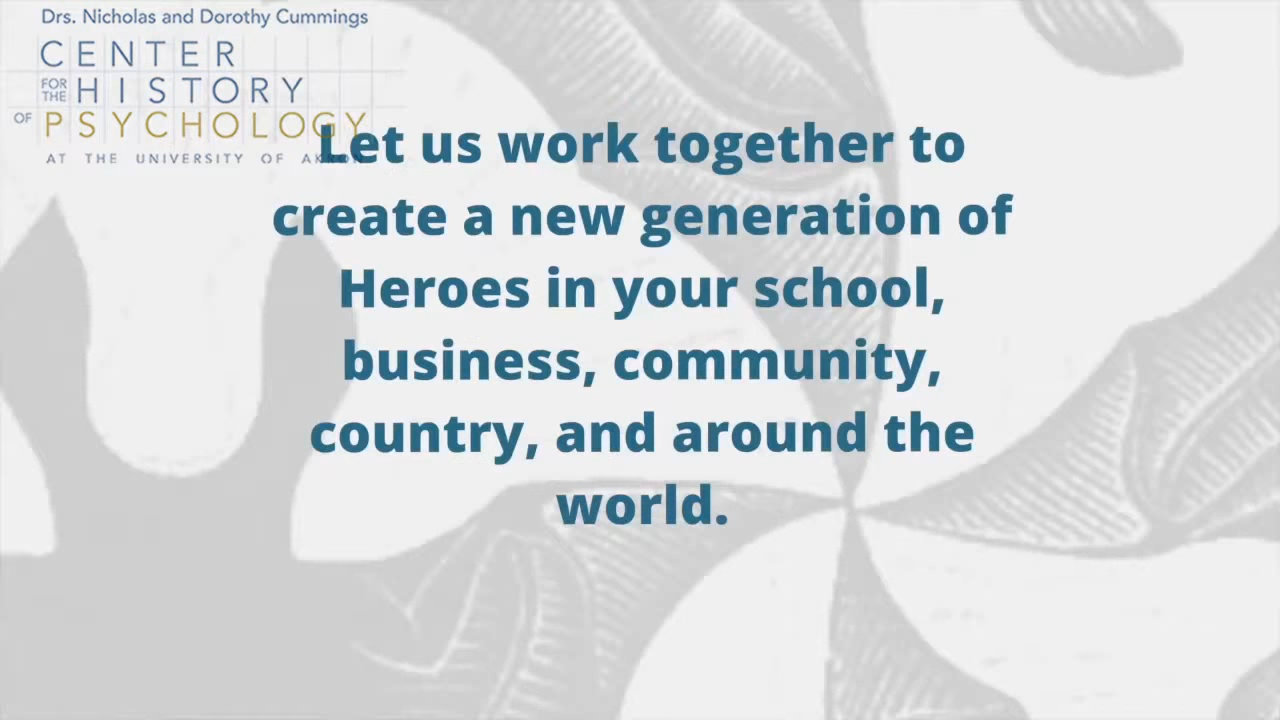 Drs. Nicholas and Dorothy Cummings
CENTER
FOR THE HISTORY
OF PSYCHOLOGY
AT THE UNIVERSITY OF AKRON
Let us work together to
create a new generation of
Heroes in your school,
business, community,
country, and around the
world.